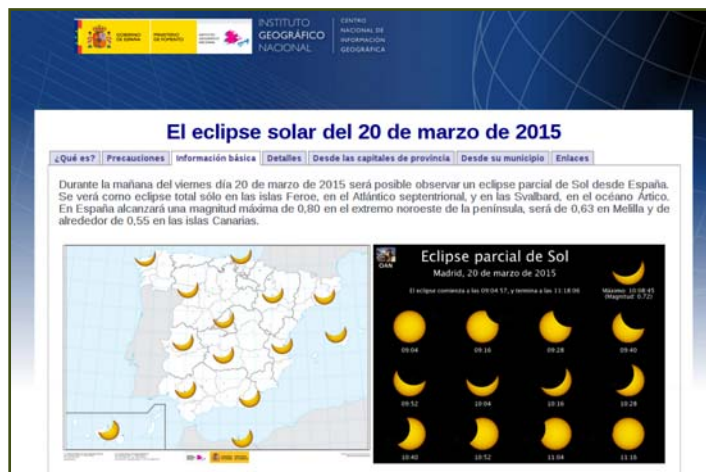 GOBIERNO DE ESPAÑA
MINISTERIO DE FOMENTO
INSTITUTO GEOGRÁFICO NACIONAL
CENTRO NACIONAL DE INFORMACIÓN GEOGRÁFICA
El eclipse solar del 20 de marzo de 2015
¿Qué es? Precauciones Información básica Detalles Desde las capitales de provincia Desde su municipio Enlaces
Durante la mañana del viernes día 20 de marzo de 2015 será posible observar un eclipse parcial de Sol desde España.
Se verá como eclipse total sólo en las islas Feroe, en el Atlántico septentrional, y en las Svalbard, en el océano Ártico.
En España alcanzará una magnitud máxima de 0,80 en el extremo noroeste de la península, será de 0,63 en Melilla y de
alrededor de 0,55 en las islas Canarias.
OAN
Eclipse parcial de Sol
Madrid, 20 de marzo de 2015
El eclipse comienza a las 09:04:57, y termina a las 11:18:06
Máximo: 10:08:45
(Magnitud: 0.72)
09:04 09:16 09:28 09:40
09:52 10:04 10:16 10:28
10:40 10:52 11:04 11:16